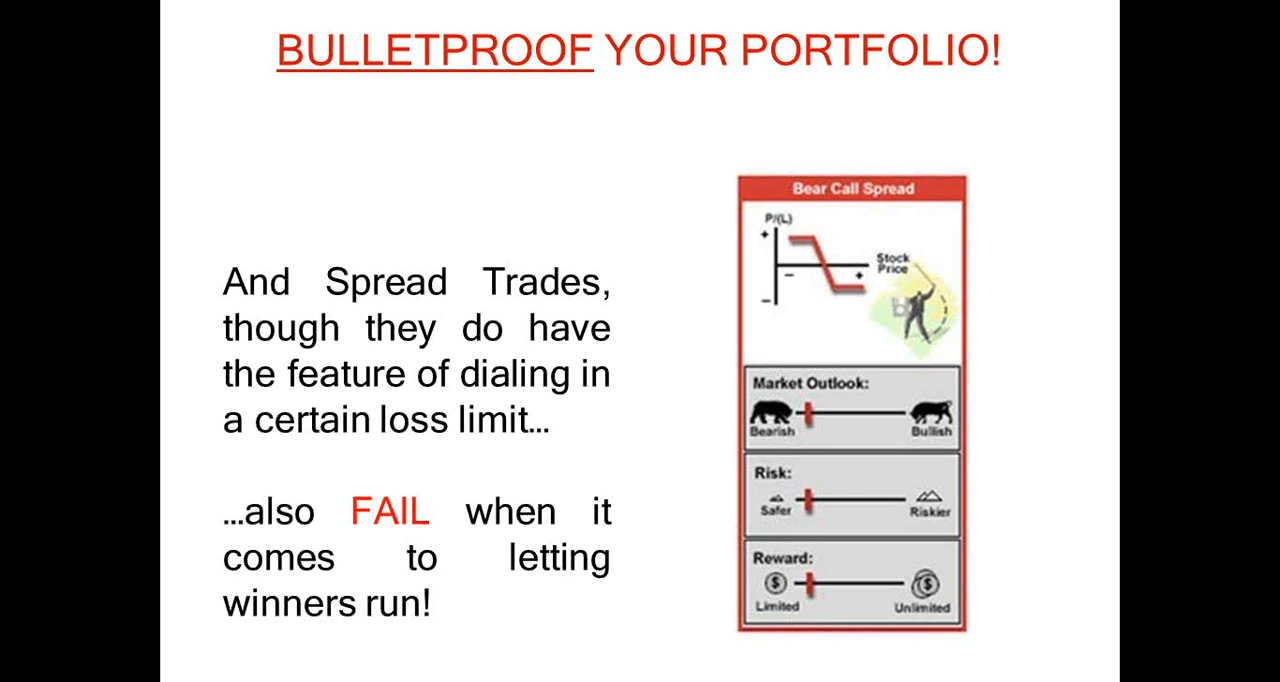 BULLETPROOF YOUR PORTFOLIO!
And Spread Trades,
though they do have
the feature of dialing in
a certain loss limit...
...also FAIL when it
comes to letting
winners run!
Bear Call Spread
P/(L)
+
Stock
Price
− +
−
Market Outlook:
Bearish Bullish
Risk:
Safer Riskier
Reward:
$ $
Limited Unlimited